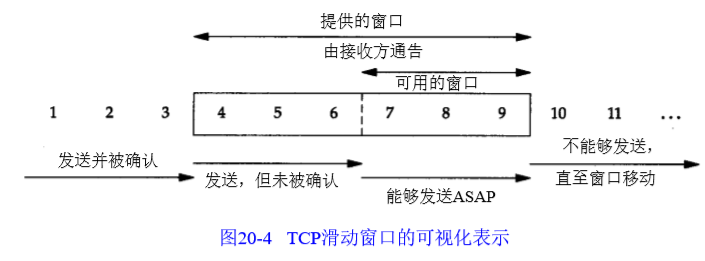 提供的窗口
由接收方通告
可用的窗口
1 2 3 4 5 6 7 8 9 10 11 …
发送并被确认
发送，但未被确认
能够发送ASAP
不能够发送，
直至窗口移动
图20-4 TCP滑动窗口的可视化表示